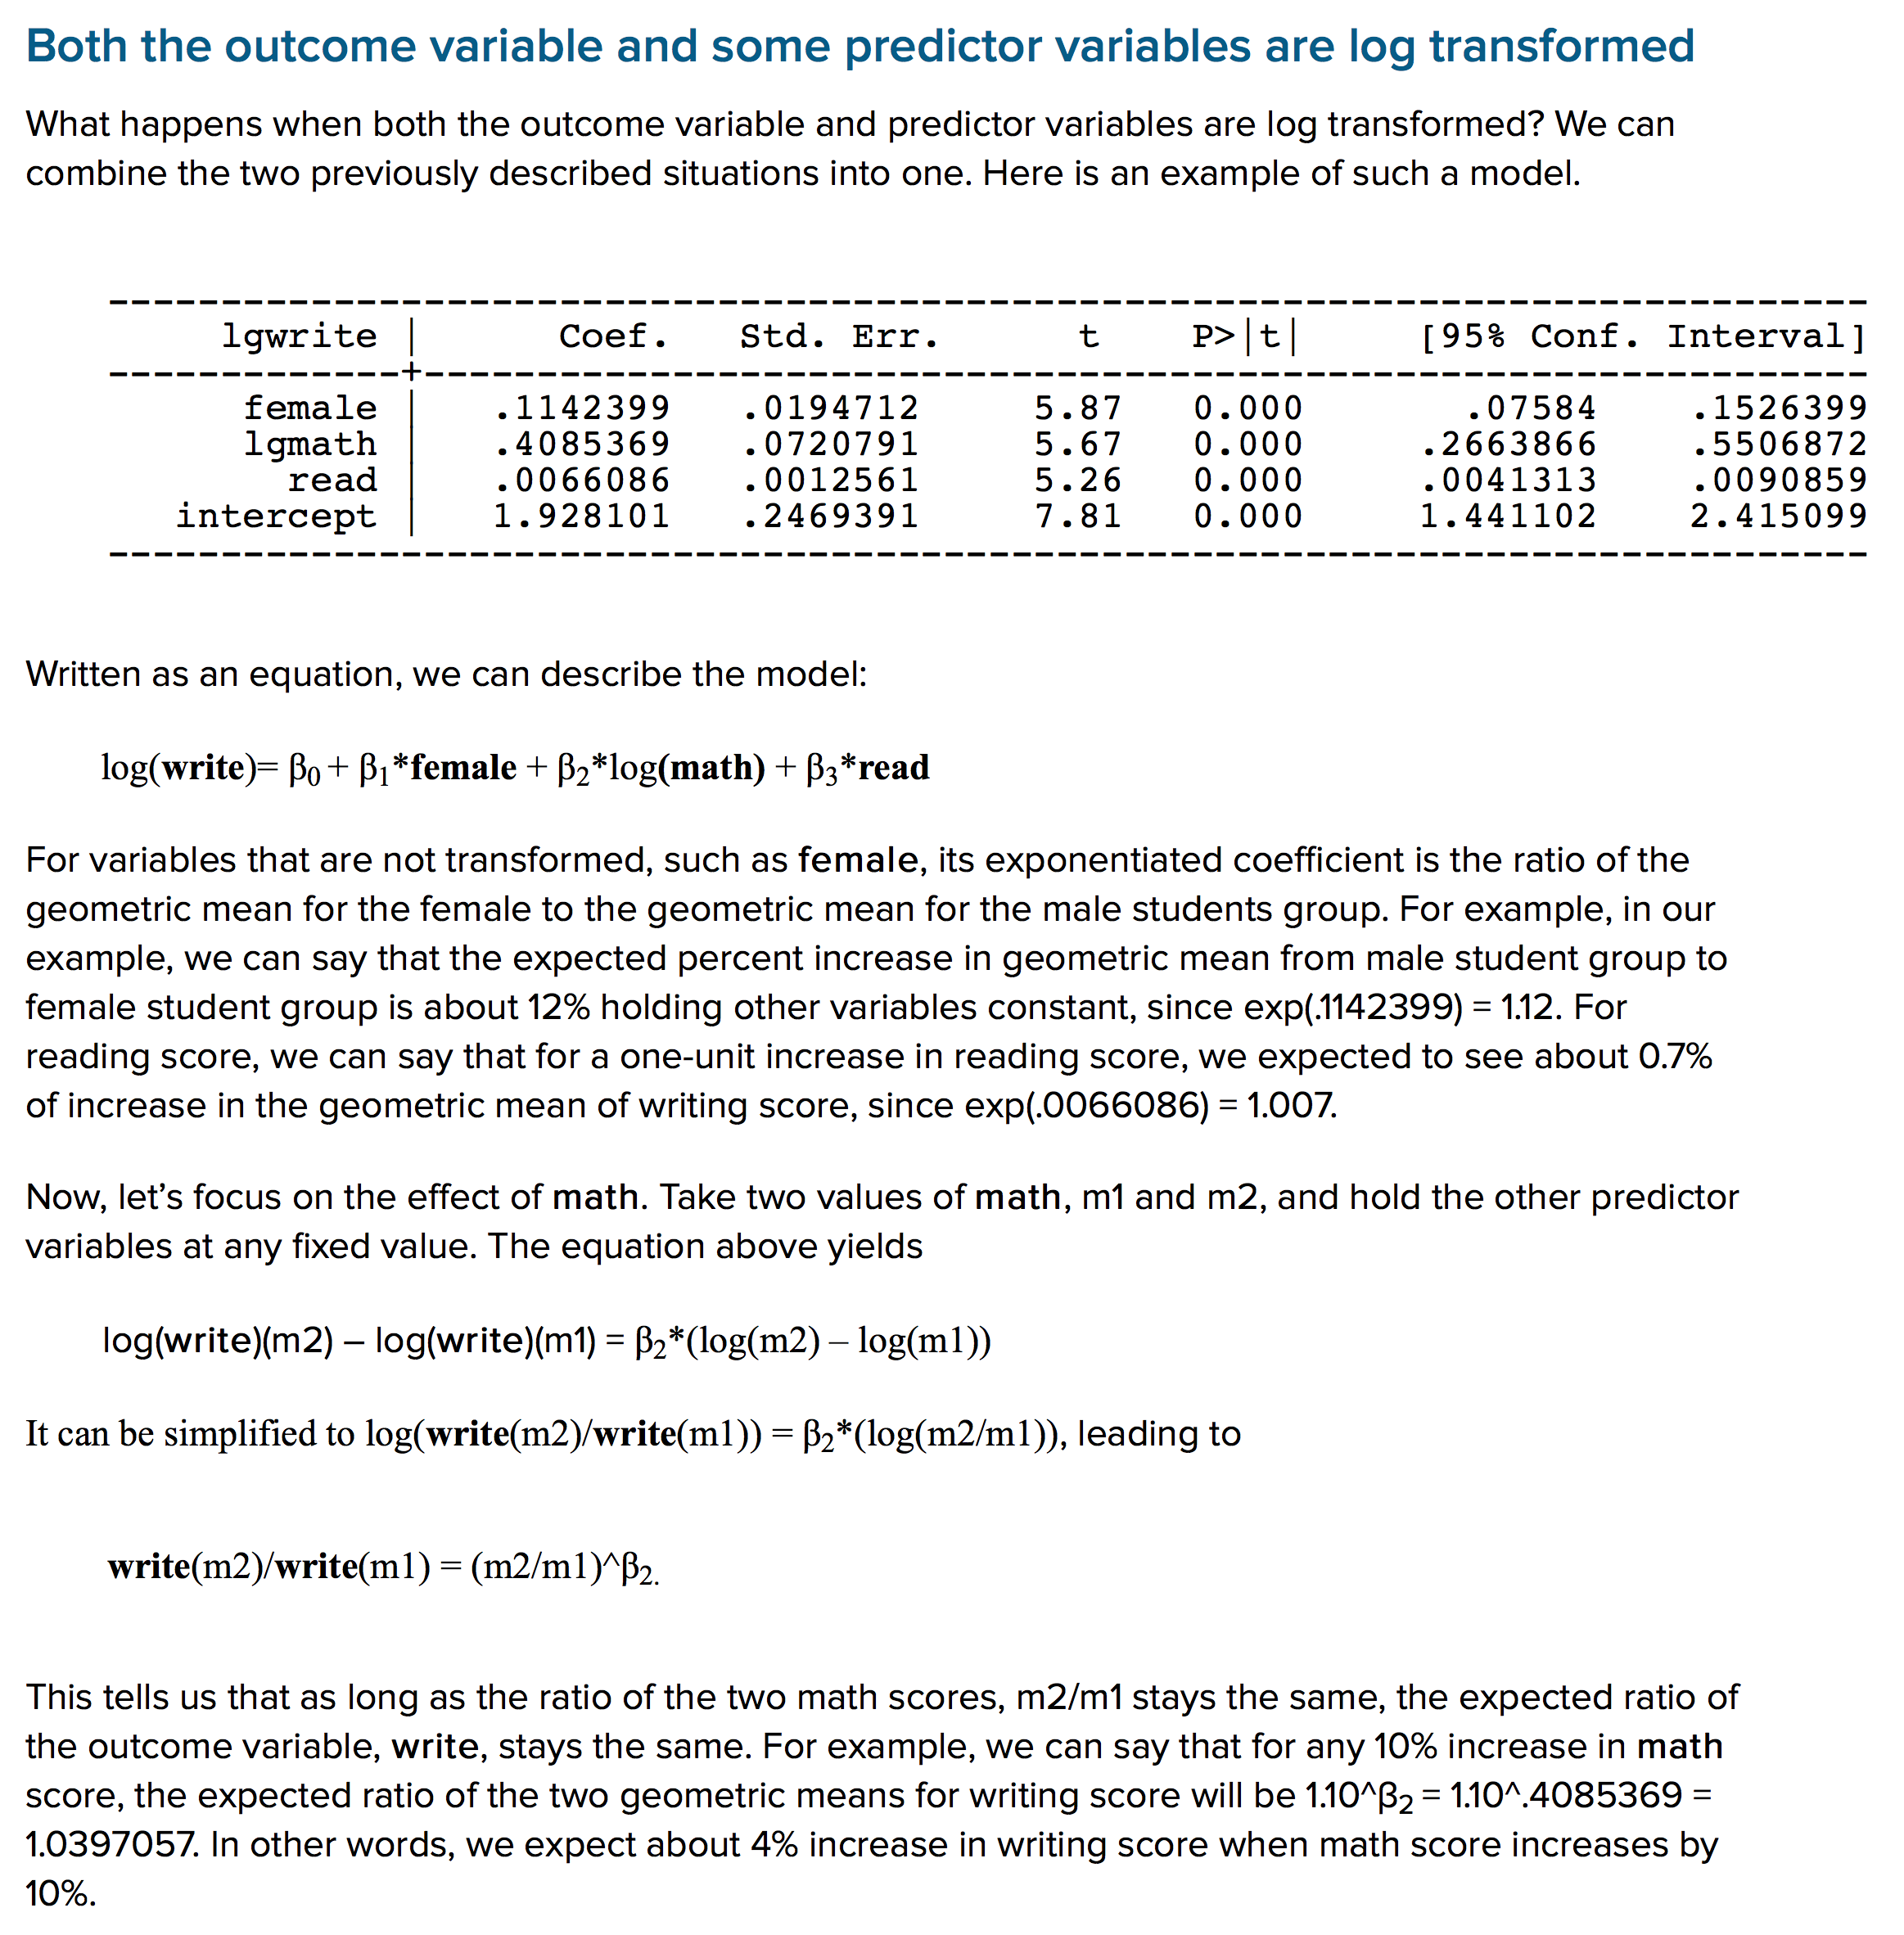 Both the outcome variable and some predictor variables are log transformed
What happens when both the outcome variable and predictor variables are log transformed? We can
combine the two previously described situations into one. Here is an example of such a model.
------------------------------------------------------------------------------
lgwrite | Coef. Std. Err. t P>|t| [95% Conf. Interval]
-------------+----------------------------------------------------------------
female | .1142399 .0194712 5.87 0.000 .07584 .1526399
lgmath | .4085369 .0720791 5.67 0.000 .2663866 .5506872
read | .0066086 .0012561 5.26 0.000 .0041313 .0090859
intercept | 1.928101 .2469391 7.81 0.000 1.441102 2.415099
------------------------------------------------------------------------------
Written as an equation, we can describe the model:
log(write)= β₀ + β₁*female + β₂*log(math) + β₃*read
For variables that are not transformed, such as female, its exponentiated coefficient is the ratio of the
geometric mean for the female to the geometric mean for the male students group. For example, in our
example, we can say that the expected percent increase in geometric mean from male student group to
female student group is about 12% holding other variables constant, since exp(.1142399) = 1.12. For
reading score, we can say that for a one-unit increase in reading score, we expected to see about 0.7%
of increase in the geometric mean of writing score, since exp(.0066086) = 1.007.
Now, let’s focus on the effect of math. Take two values of math, m1 and m2, and hold the other predictor
variables at any fixed value. The equation above yields
log(write)(m2) – log(write)(m1) = β₂*(log(m2) – log(m1))
It can be simplified to log(write(m2)/write(m1)) = β₂*(log(m2/m1)), leading to
write(m2)/write(m1) = (m2/m1)^β₂.
This tells us that as long as the ratio of the two math scores, m2/m1 stays the same, the expected ratio of
the outcome variable, write, stays the same. For example, we can say that for any 10% increase in math
score, the expected ratio of the two geometric means for writing score will be 1.10^β₂ = 1.10^.4085369 =
1.0397057. In other words, we expect about 4% increase in writing score when math score increases by
10%.